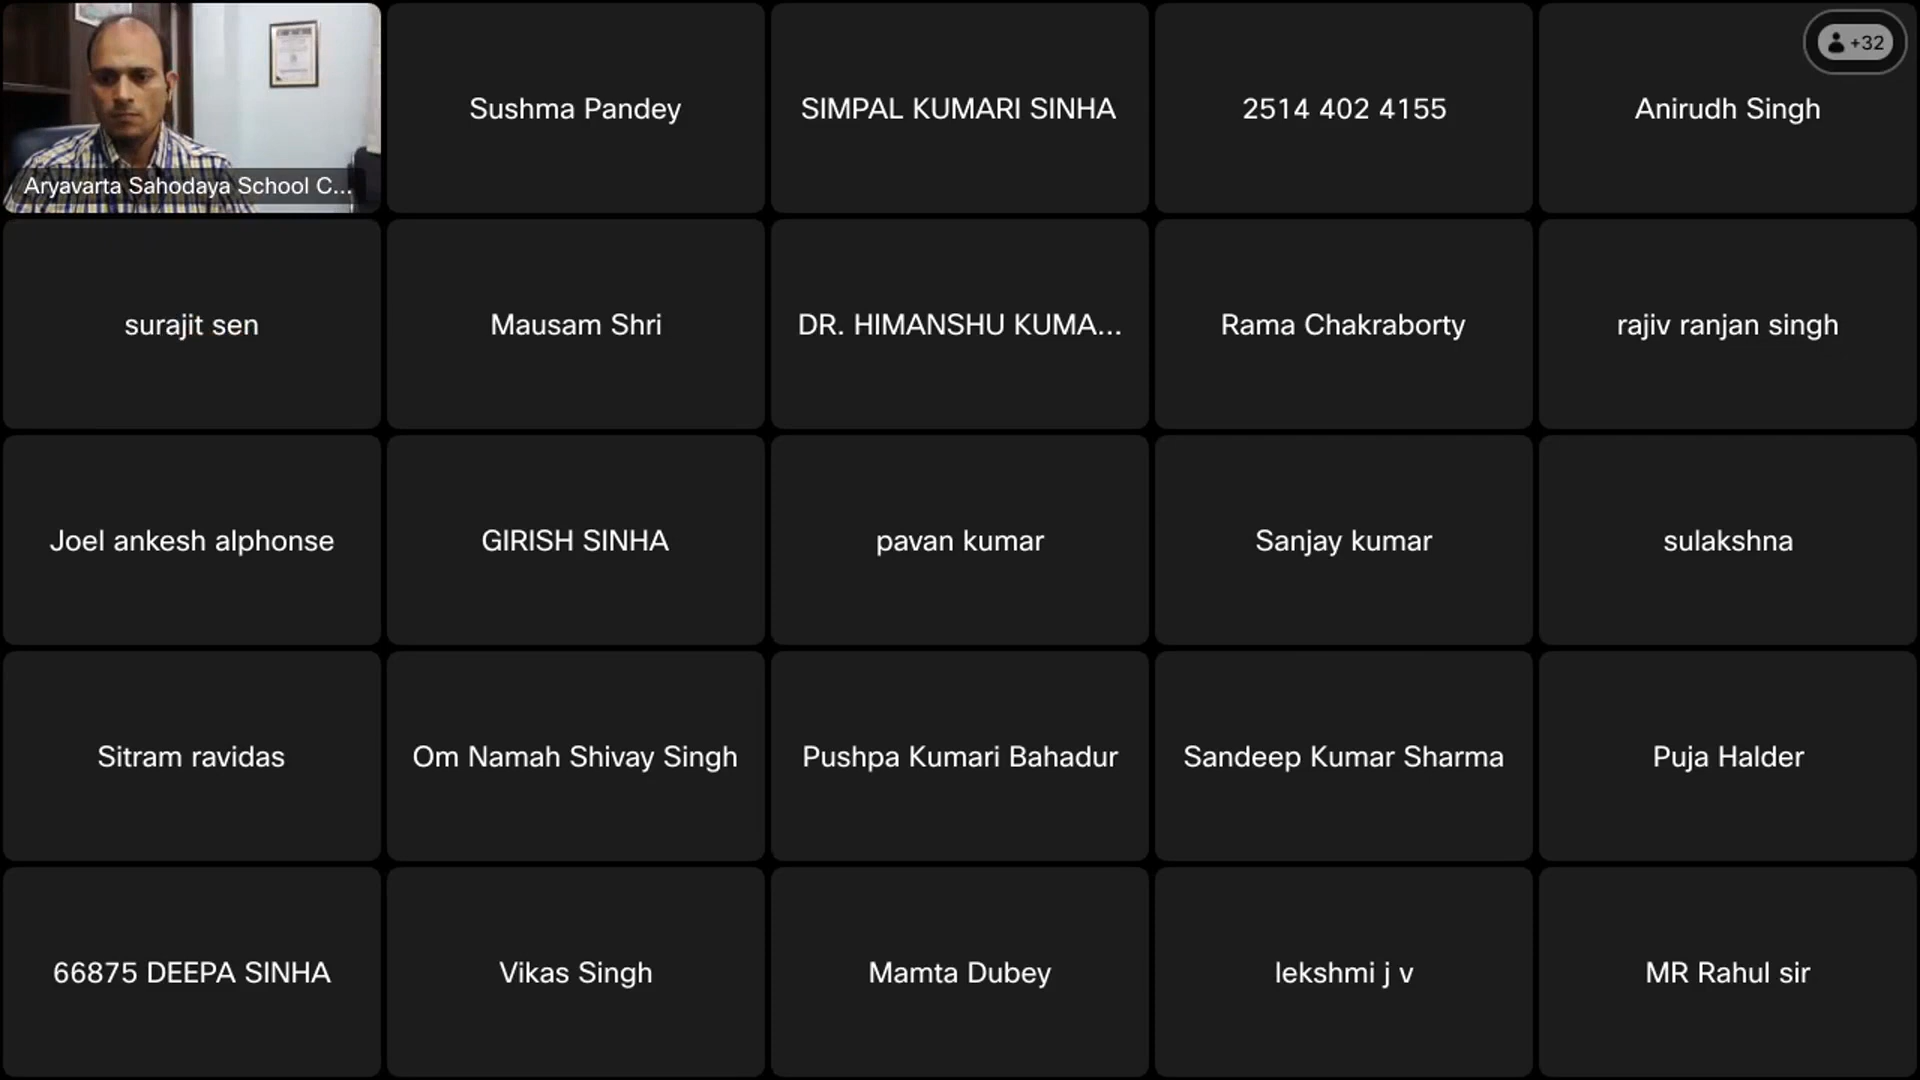 Aryavarta Sahodaya School C...
Sushma Pandey
SIMPAL KUMARI SINHA
2514 402 4155
Anirudh Singh
+32
surajit sen
Mausam Shri
DR. HIMANSHU KUMA...
Rama Chakraborty
rajiv ranjan singh
Joel ankesh alphonse
GIRISH SINHA
pavan kumar
Sanjay kumar
sulakshna
Sitram ravidas
Om Namah Shivay Singh
Pushpa Kumari Bahadur
Sandeep Kumar Sharma
Puja Halder
66875 DEEPA SINHA
Vikas Singh
Mamta Dubey
lekshmi j v
MR Rahul sir